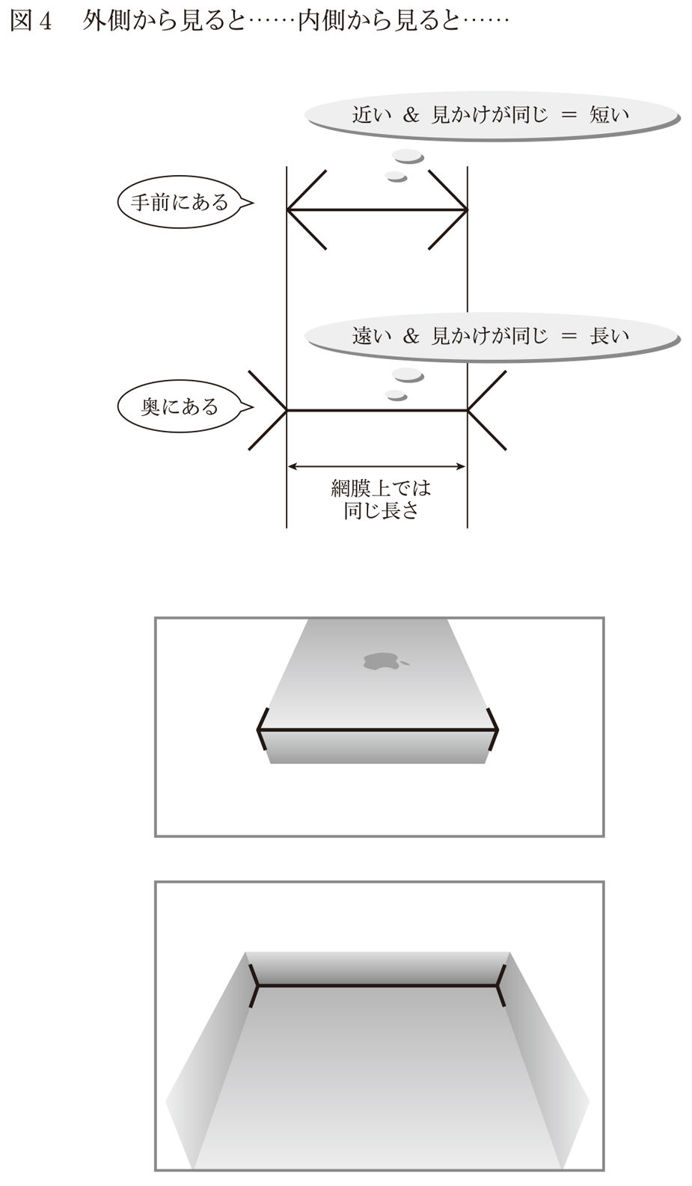 図4　外側から見ると……内側から見ると……
近い & 見かけが同じ = 短い
手前にある
遠い & 見かけが同じ = 長い
奥にある
網膜上では
同じ長さ